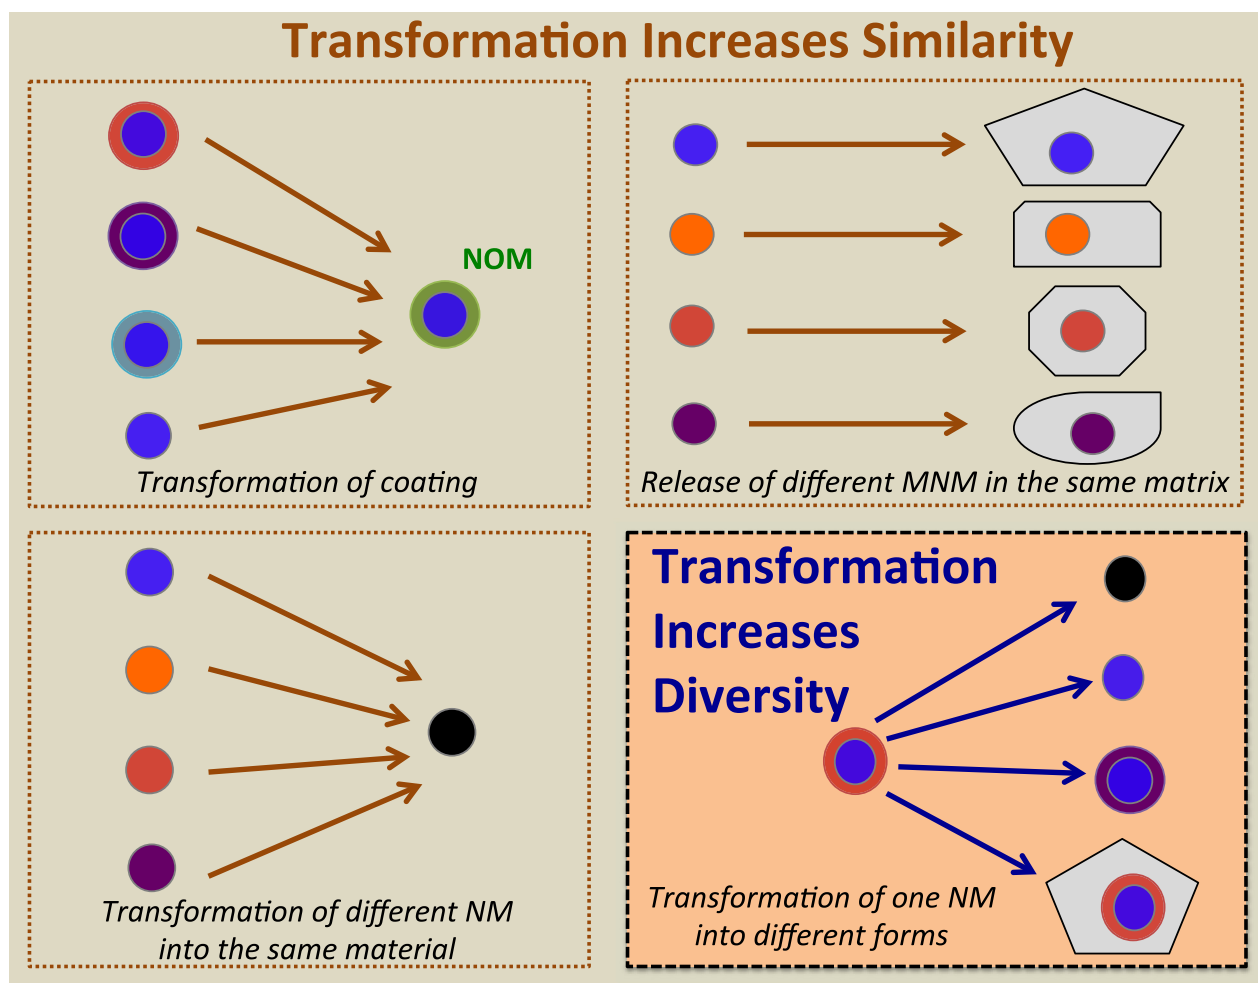 Transformation Increases Similarity
NOM
Transformation of coating
Release of different MNM in the same matrix
Transformation of different NM
into the same material
Transformation
Increases
Diversity
Transformation of one NM
into different forms